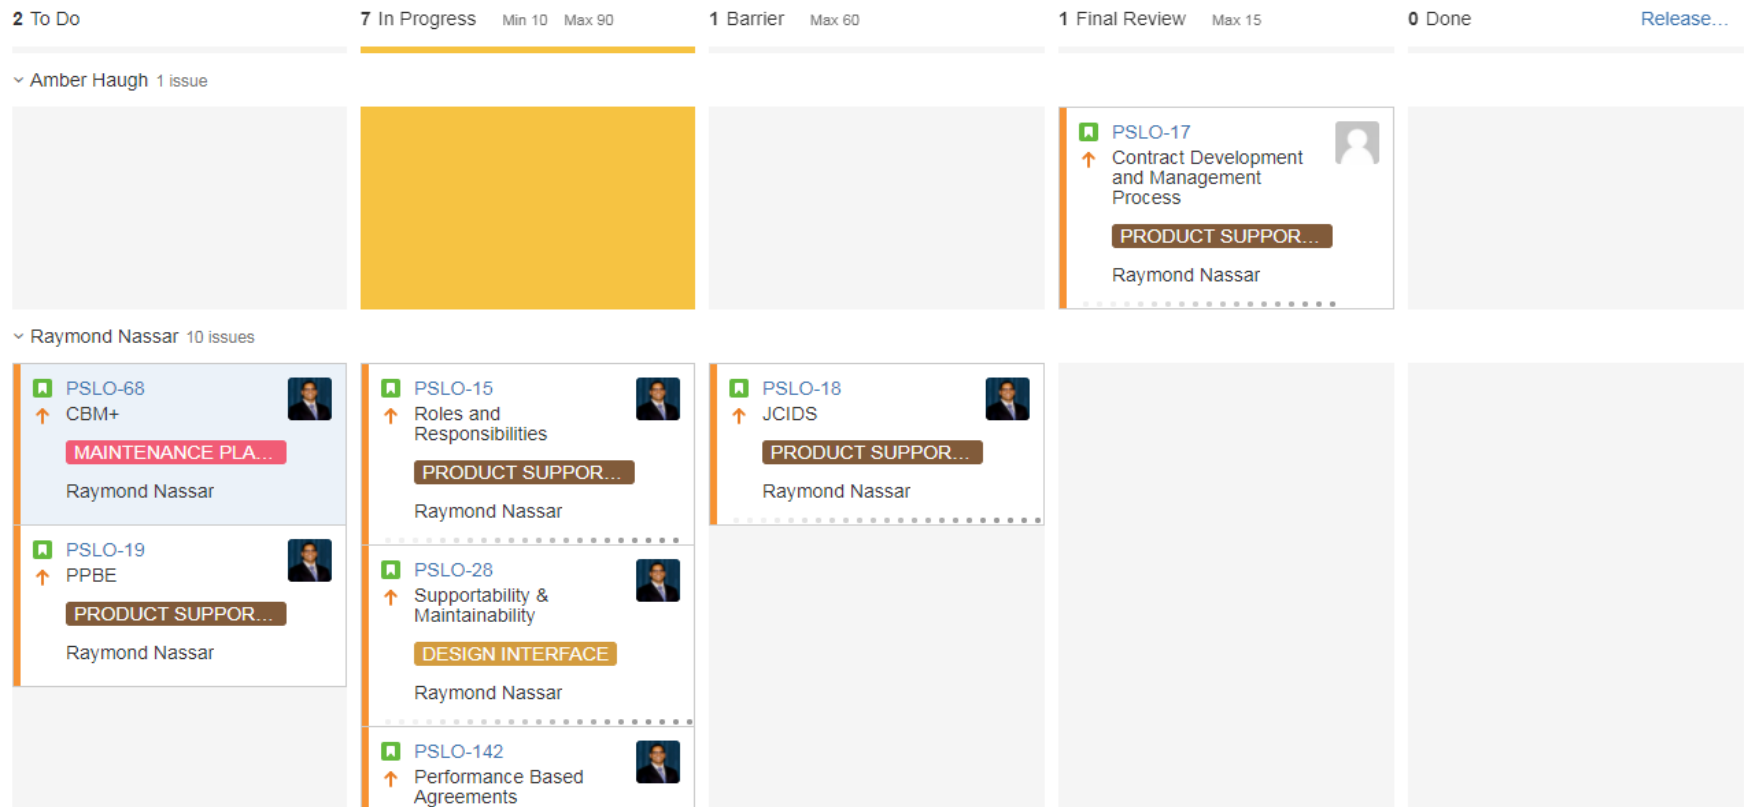 2 To Do
7 In Progress Min 10 Max 90
1 Barrier Max 60
1 Final Review Max 15
0 Done
Release...
Amber Haugh 1 issue
PSLO-17
Contract Development
and Management
Process
PRODUCT SUPPOR...
Raymond Nassar
Raymond Nassar 10 issues
PSLO-68
CBM+
MAINTENANCE PLA...
Raymond Nassar
PSLO-19
PPBE
PRODUCT SUPPOR...
Raymond Nassar
PSLO-15
Roles and
Responsibilities
PRODUCT SUPPOR...
Raymond Nassar
PSLO-28
Supportability &
Maintainability
DESIGN INTERFACE
Raymond Nassar
PSLO-142
Performance Based
Agreements
PSLO-18
JCIDS
PRODUCT SUPPOR...
Raymond Nassar